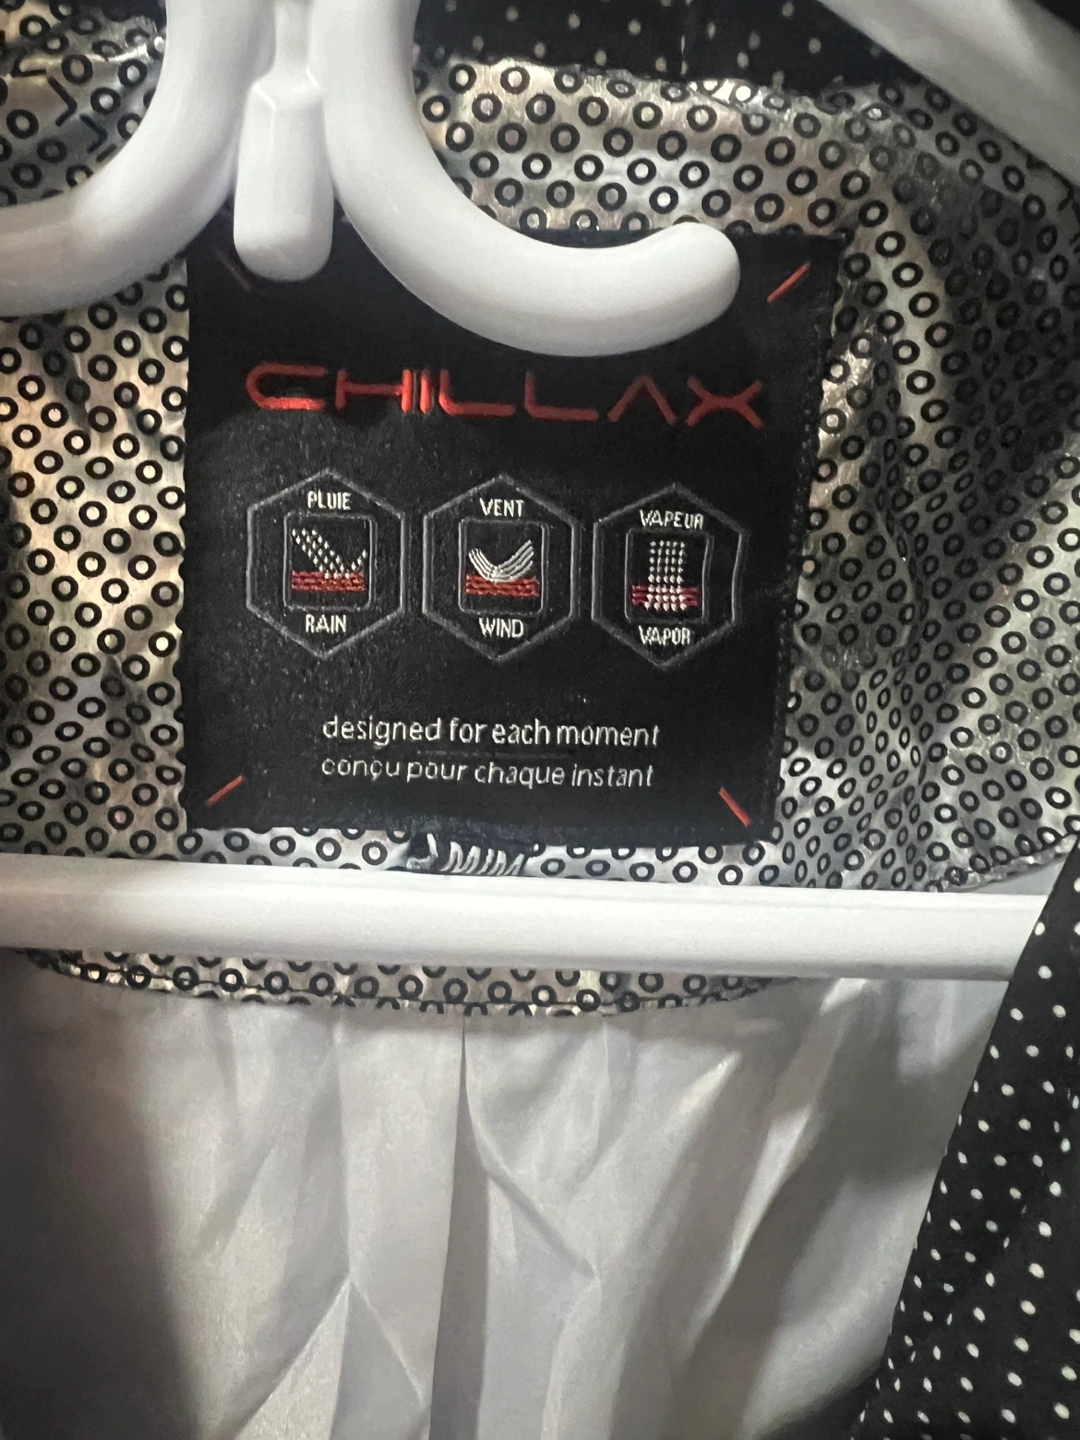 CHILLAX
PLUIE
RAIN
VENT
WIND
VAPEUR
VAPOR
designed for each moment
conçu pour chaque instant